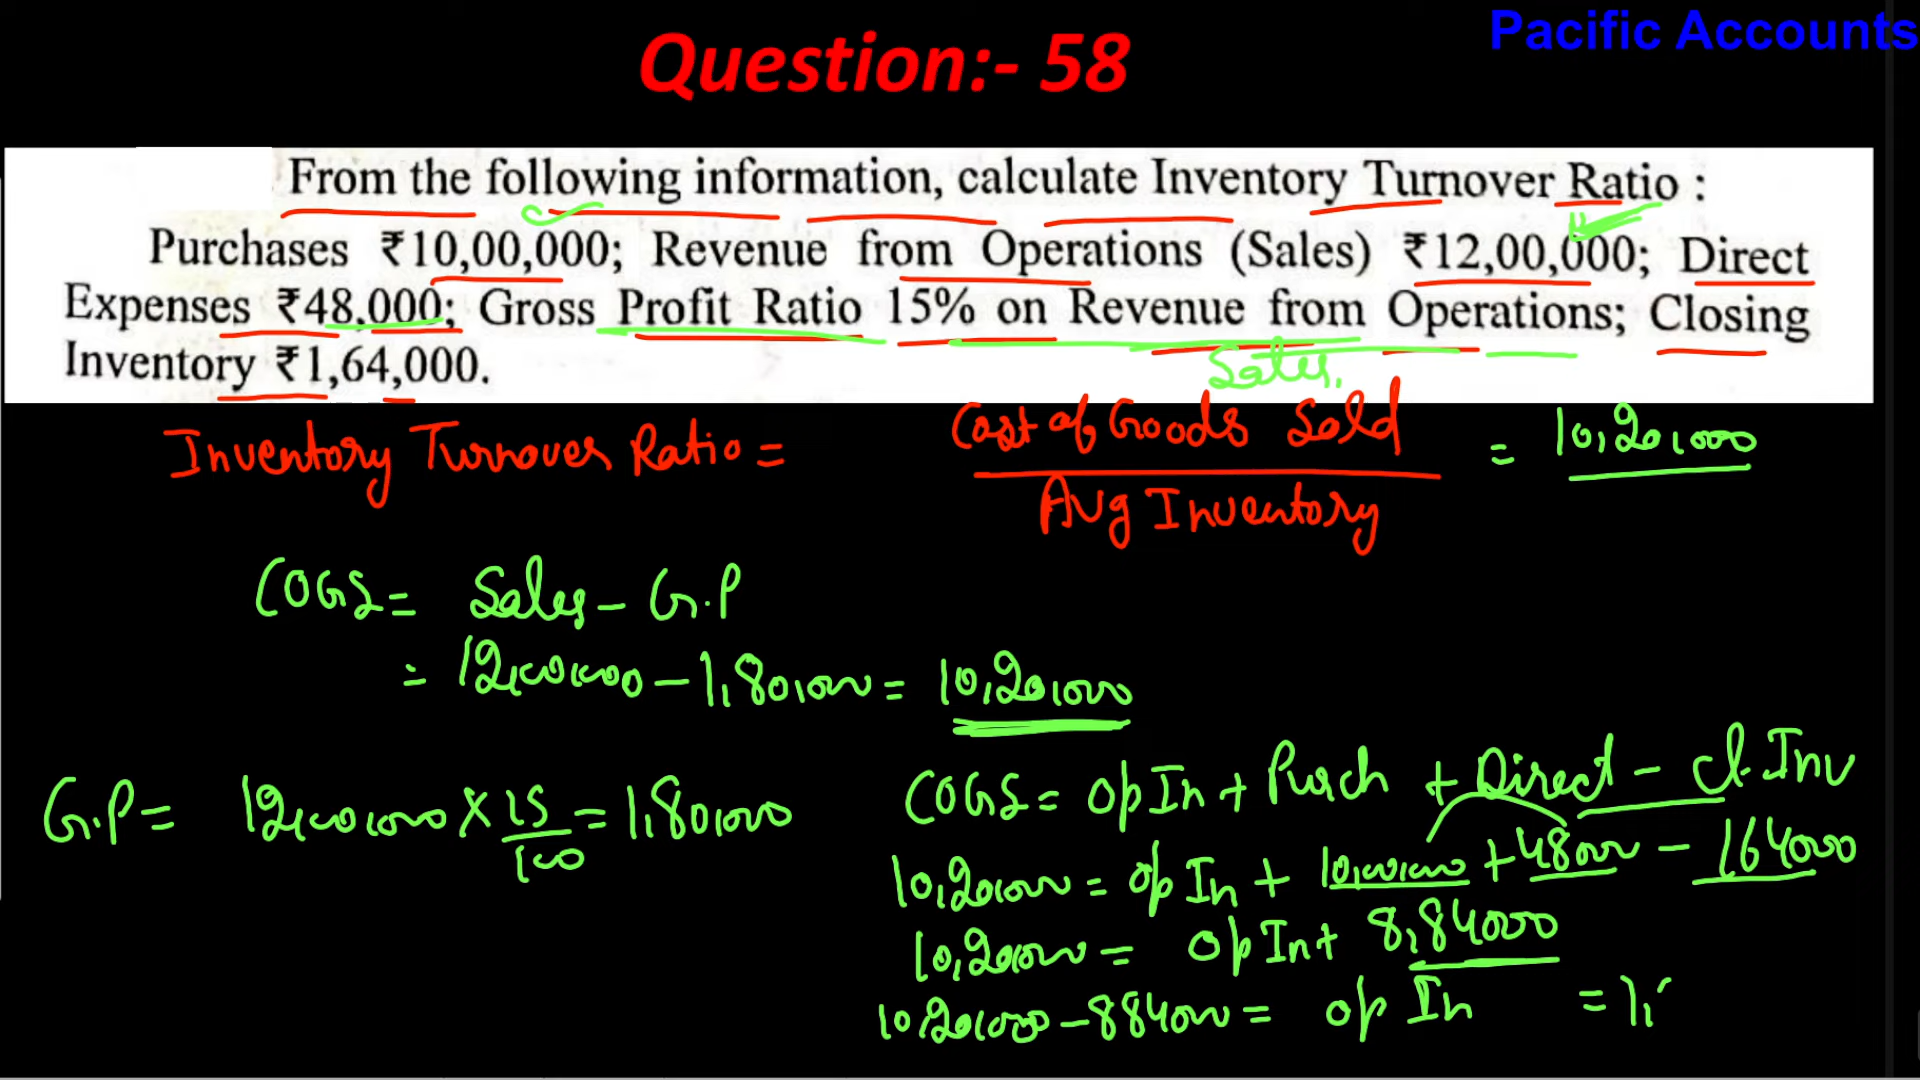 Pacific Accounts
Question:- 58
From the following information, calculate Inventory Turnover Ratio :
Purchases ₹10,00,000; Revenue from Operations (Sales) ₹12,00,000; Direct
Expenses ₹48,000; Gross Profit Ratio 15% on Revenue from Operations; Closing
Inventory ₹1,64,000.
Sales.
Inventory Turnover Ratio = Cost of Goods Sold = 10,20,000
Avg Inventory
COGS = Sales - G.P
= 12,00,000 - 1,80,000 = 10,20,000
G.P = 12,00,000 X 15 = 1,80,000
100
COGS = Op In + Purch + Direct - Cl. Inv
10,20,000 = Op In + 10,00,000 + 48000 - 164000
10,20,000 = Op In + 8,84000
10,20,000 - 884000 = Op In = 1,